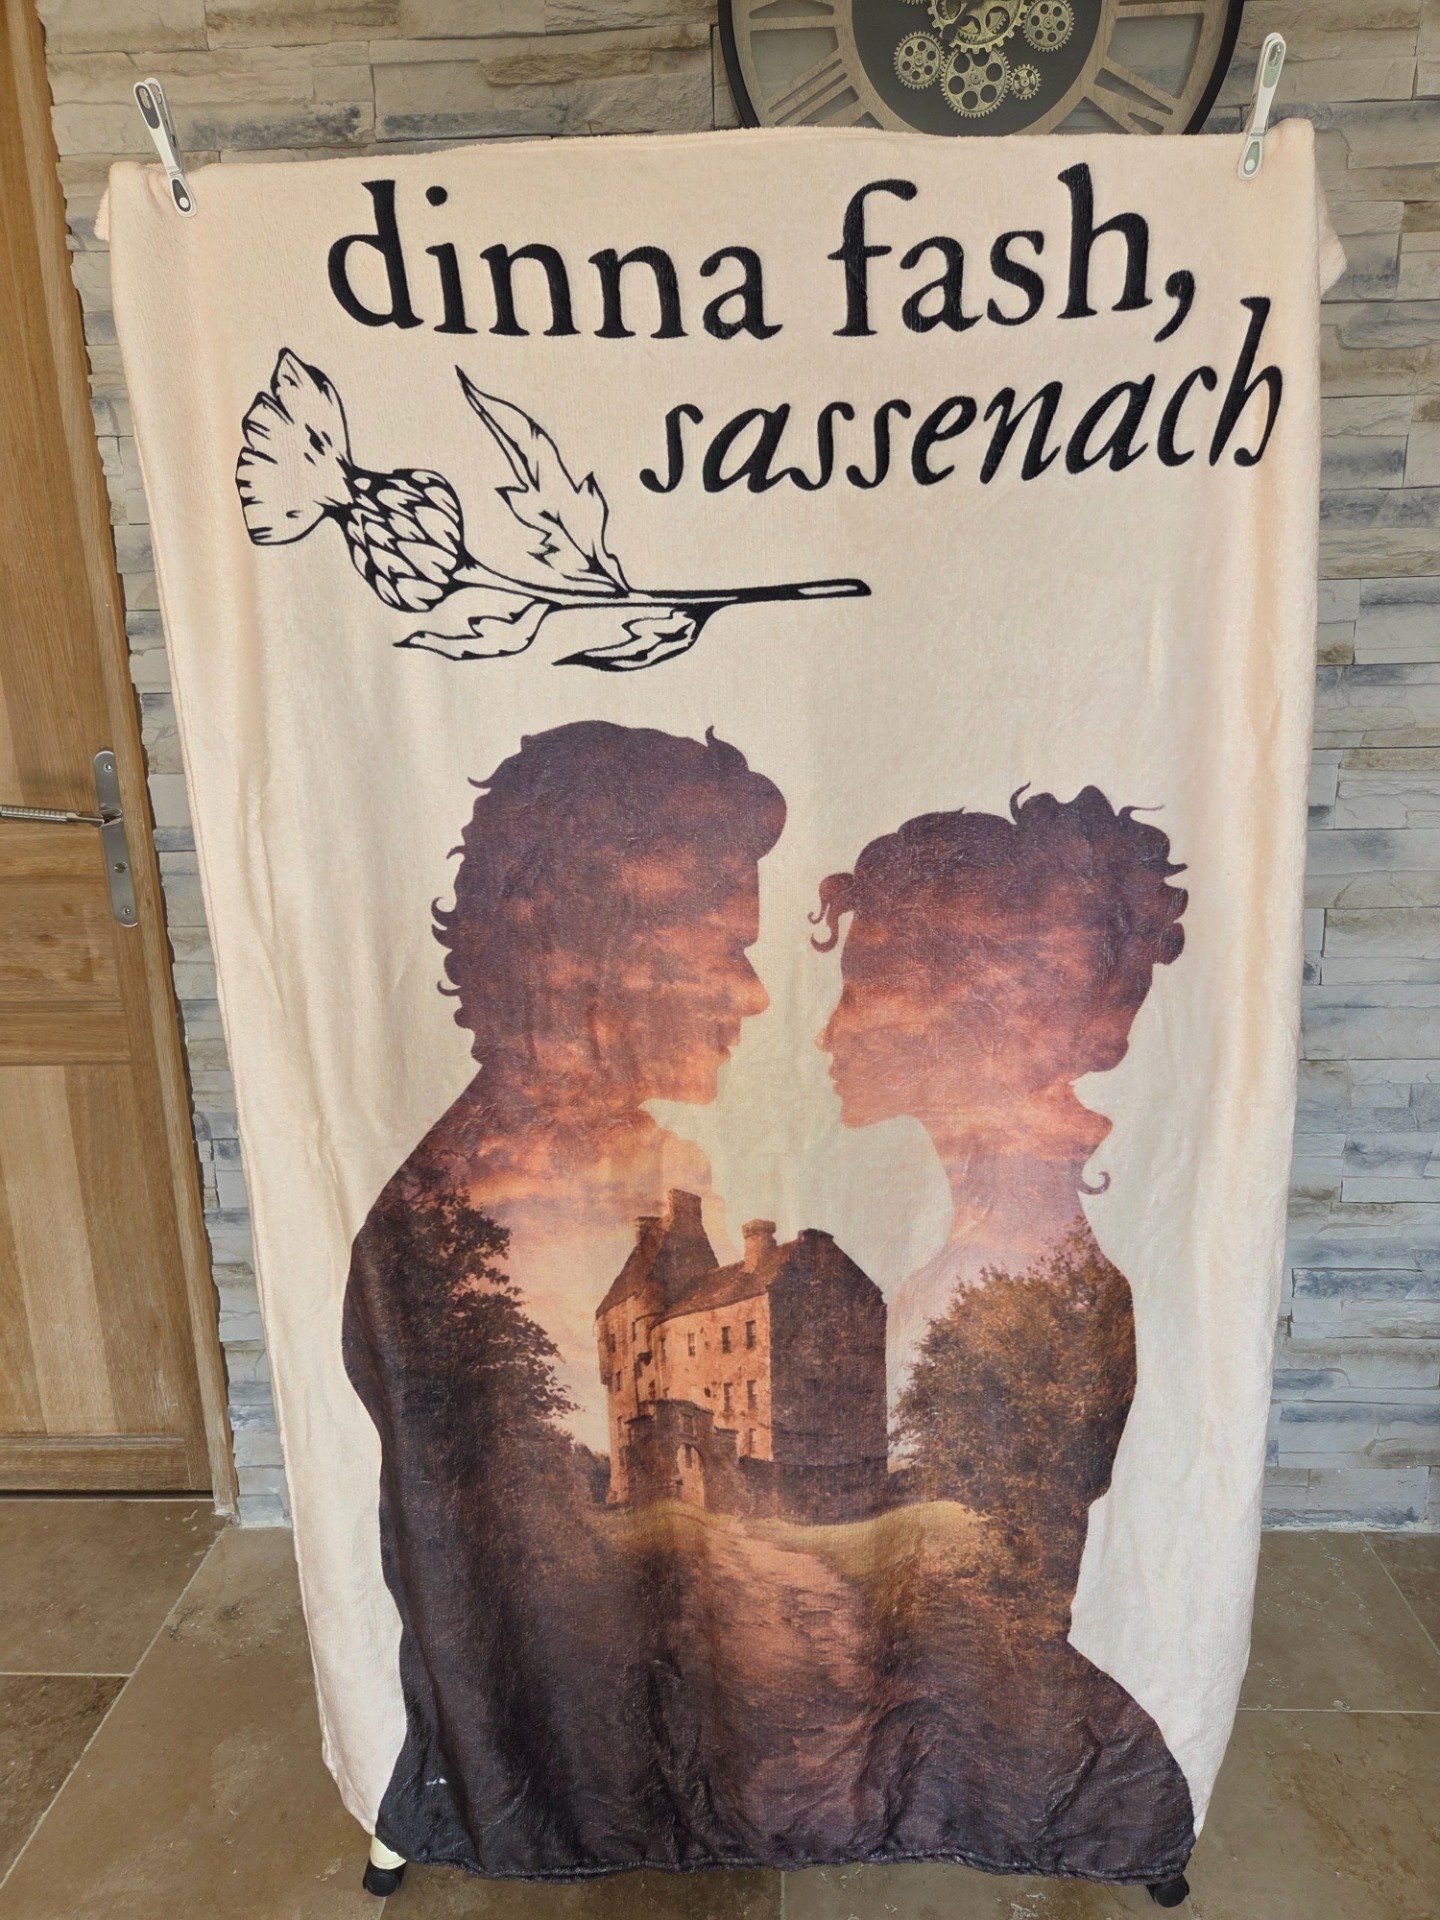 dinna fash,
sassenach